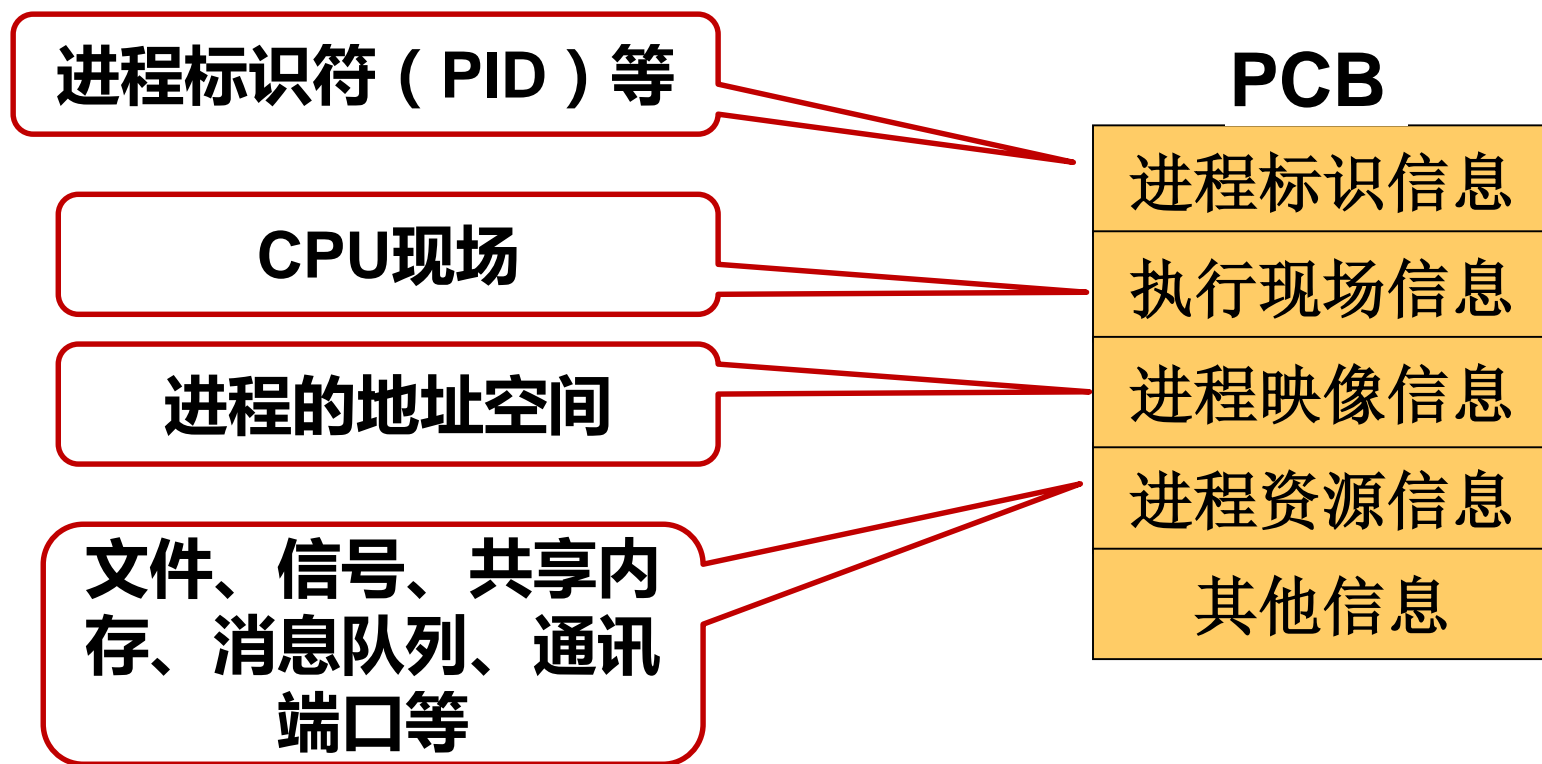 进程标识符（PID）等
CPU现场
进程的地址空间
文件、信号、共享内
存、消息队列、通讯
端口等
PCB
进程标识信息
执行现场信息
进程映像信息
进程资源信息
其他信息